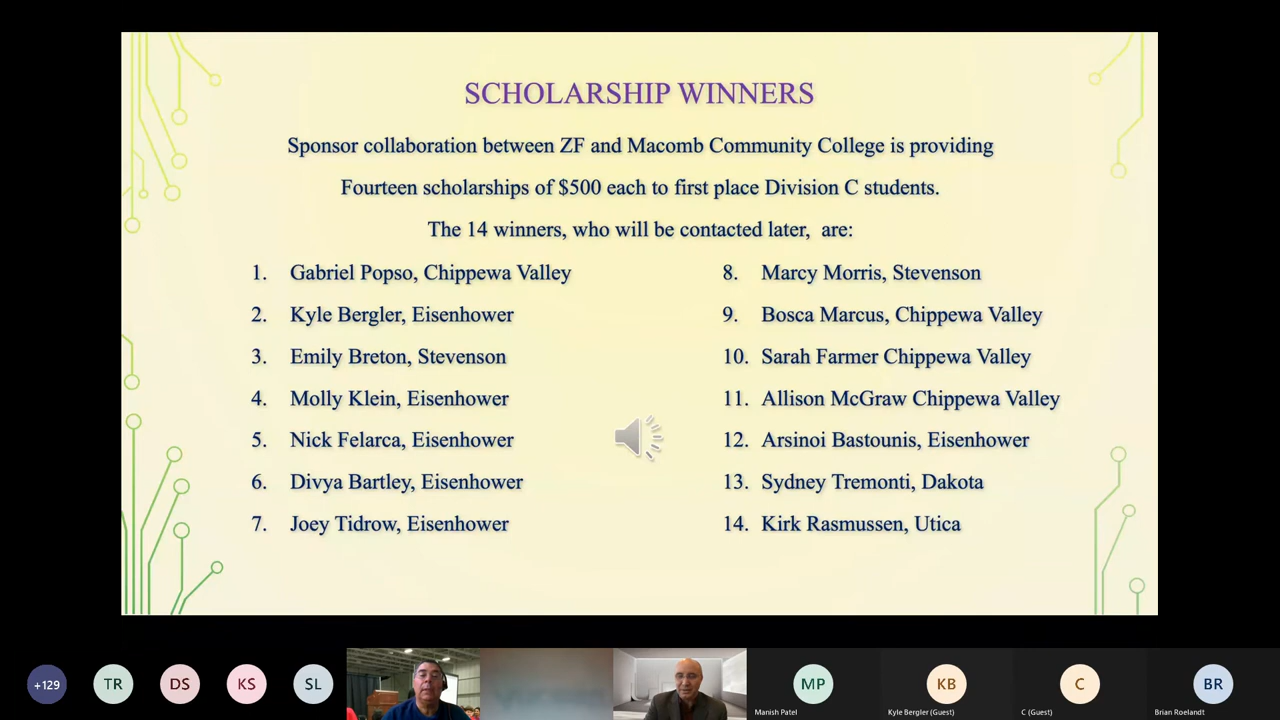 SCHOLARSHIP WINNERS
Sponsor collaboration between ZF and Macomb Community College is providing
Fourteen scholarships of $500 each to first place Division C students.
The 14 winners, who will be contacted later, are:
1. Gabriel Popso, Chippewa Valley
2. Kyle Bergler, Eisenhower
3. Emily Breton, Stevenson
4. Molly Klein, Eisenhower
5. Nick Felarca, Eisenhower
6. Divya Bartley, Eisenhower
7. Joey Tidrow, Eisenhower
8. Marcy Morris, Stevenson
9. Bosca Marcus, Chippewa Valley
10. Sarah Farmer Chippewa Valley
11. Allison McGraw Chippewa Valley
12. Arsinoi Bastounis, Eisenhower
13. Sydney Tremonti, Dakota
14. Kirk Rasmussen, Utica
+129
TR
DS
KS
SL
MP
KB
C
BR
Manish Patel
Kyle Bergler (Guest)
C (Guest)
Brian Roelandt